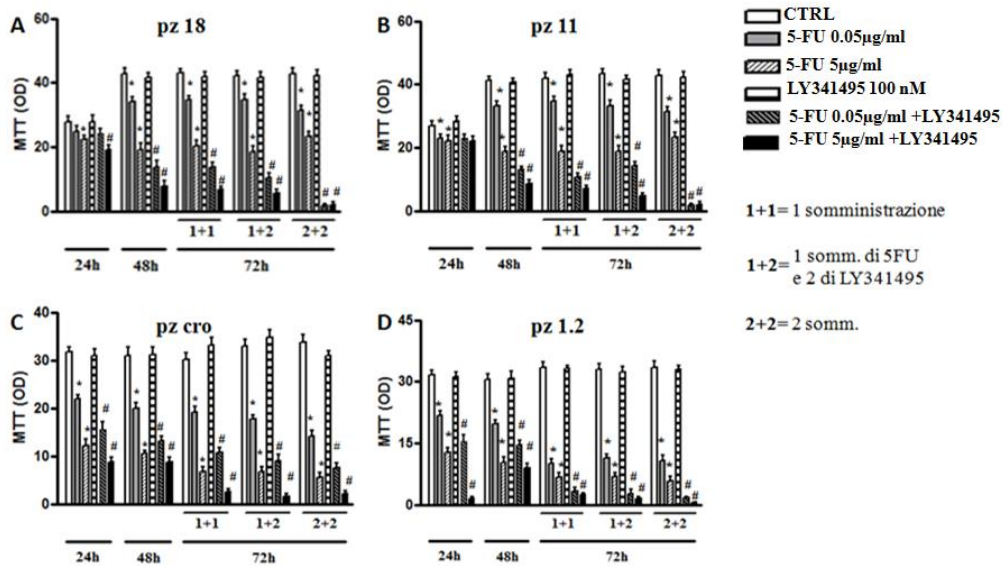 A pz 18
MTT (OD)
60
40
20
0
* * * * * * * * * * *
# # # # # # # # #
1+1 1+2 2+2
24h 48h 72h
B pz 11
MTT (OD)
60
40
20
0
* * * * * * * * * *
# # # # # # # #
1+1 1+2 2+2
24h 48h 72h
C pz cro
MTT (OD)
40
30
20
10
0
* * * * * * * * * *
# # # # # # # # # #
1+1 1+2 2+2
24h 48h 72h
D pz 1.2
MTT (OD)
45
30
15
0
* * * * * * * * * *
# # # # # # # # # #
1+1 1+2 2+2
24h 48h 72h
CTRL
5-FU 0.05µg/ml
5-FU 5µg/ml
LY341495 100 nM
5-FU 0.05µg/ml +LY341495
5-FU 5µg/ml +LY341495
1+1= 1 somministrazione
1+2= 1 somm. di 5FU
e 2 di LY341495
2+2= 2 somm.